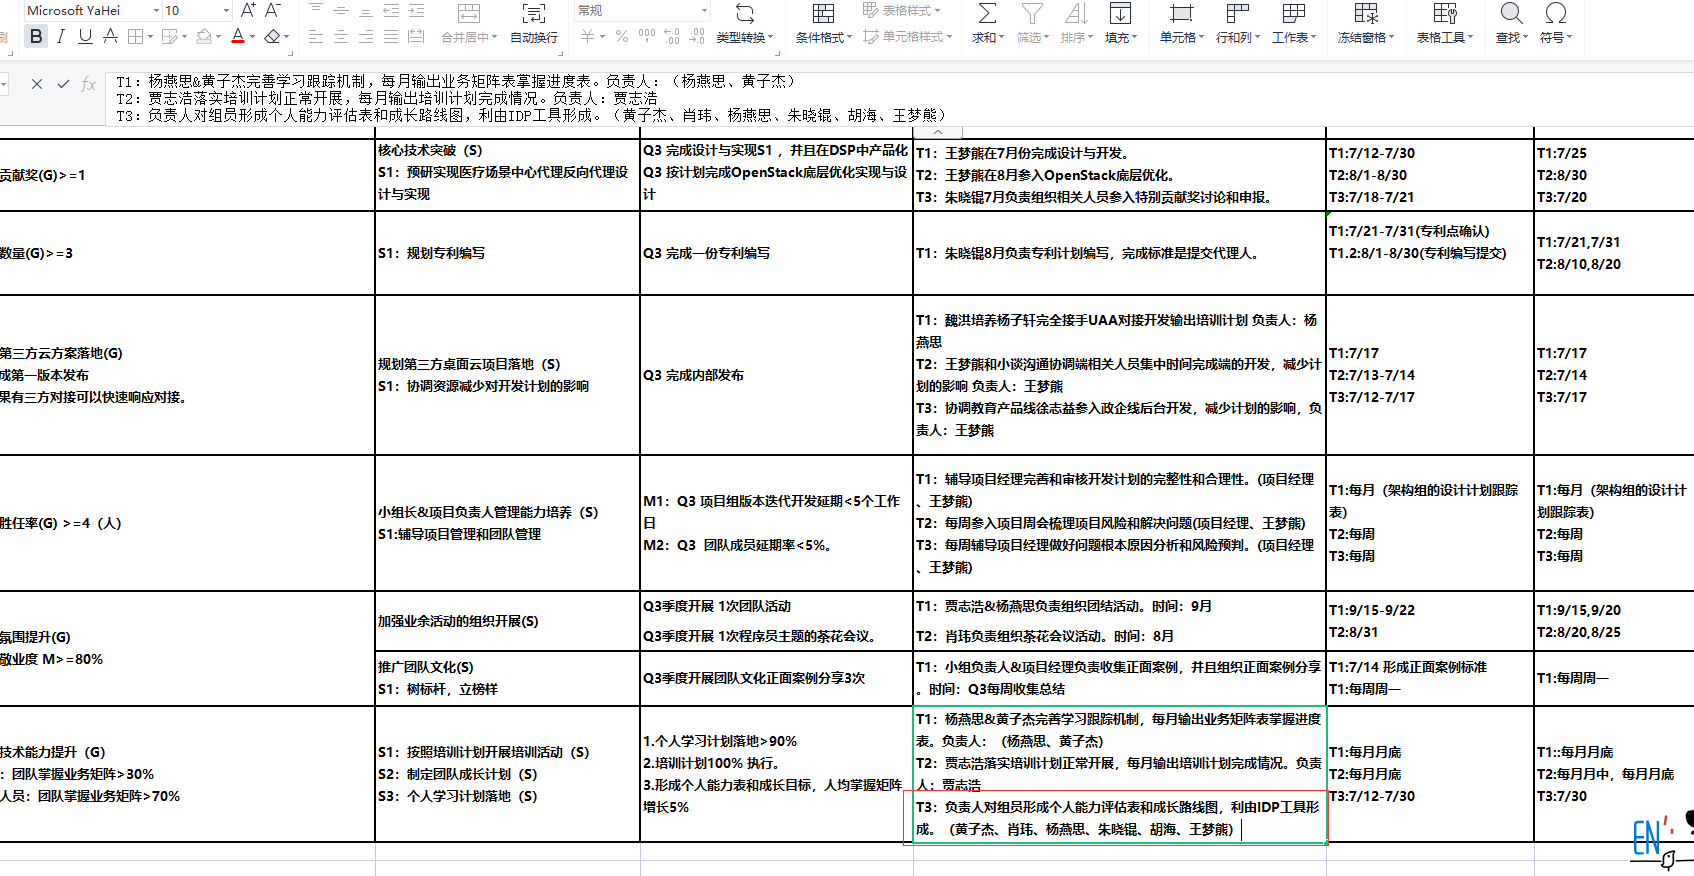 Microsoft YaHei 10 A+ A- 常规 表格样式
B I U A 合并居中 自动换行 类型转换 条件格式 单元格样式 求和 筛选 排序 填充 单元格 行和列 工作表 冻结窗格 表格工具 查找 符号
T1：杨燕思&黄子杰完善学习跟踪机制，每月输出业务矩阵表掌握进度表。负责人：（杨燕思、黄子杰）
T2：贾志浩落实培训计划正常开展，每月输出培训计划完成情况。负责人：贾志浩
T3：负责人对组员形成个人能力评估表和成长路线图，利由IDP工具形成。（黄子杰、肖玮、杨燕思、朱晓锟、胡海、王梦熊）
贡献奖(G)>=1
核心技术突破（S）
S1：预研实现医疗场景中心代理反向代理设
计与实现
Q3 完成设计与实现S1 ，并且在DSP中产品化
Q3 按计划完成OpenStack底层优化实现与设
计
T1：王梦熊在7月份完成设计与开发。
T2：王梦熊在8月参入OpenStack底层优化。
T3：朱晓锟7月负责组织相关人员参入特别贡献奖讨论和申报。
T1:7/12-7/30
T2:8/1-8/30
T3:7/18-7/21
T1:7/25
T2:8/30
T3:7/20
数量(G)>=3
S1：规划专利编写
Q3 完成一份专利编写
T1：朱晓锟8月负责专利计划编写，完成标准是提交代理人。
T1:7/21-7/31(专利点确认)
T1.2:8/1-8/30(专利编写提交)
T1:7/21,7/31
T2:8/10,8/20
第三方云方案落地(G)
成第一版本发布
果有三方对接可以快速响应对接。
规划第三方桌面云项目落地（S）
S1：协调资源减少对开发计划的影响
Q3 完成内部发布
T1：魏洪培养杨子轩完全接手UAA对接开发输出培训计划 负责人：杨
燕思
T2：王梦熊和小谈沟通协调端相关人员集中时间完成端的开发，减少计
划的影响 负责人：王梦熊
T3：协调教育产品线徐志益参入政企线后台开发，减少计划的影响，负
责人：王梦熊
T1:7/17
T2:7/13-7/14
T3:7/12-7/17
T1:7/17
T2:7/14
T3:7/17
胜任率(G) >=4（人）
小组长&项目负责人管理能力培养（S）
S1:辅导项目管理和团队管理
M1：Q3 项目组版本迭代开发延期<5个工作
日
M2：Q3  团队成员延期率<5%。
T1：辅导项目经理完善和审核开发计划的完整性和合理性。(项目经理
、王梦熊)
T2：每周参入项目周会梳理项目风险和解决问题(项目经理、王梦熊)
T3：每周辅导项目经理做好问题根本原因分析和风险预判。(项目经理
、王梦熊)
T1:每月（架构组的设计计划跟踪
表)
T2:每周
T3:每周
T1:每月（架构组的设计计
划跟踪表)
T2:每周
T3:每周
氛围提升(G)
敬业度 M>=80%
加强业余活动的组织开展(S)
Q3季度开展 1次团队活动
Q3季度开展 1次程序员主题的茶花会议。
T1：贾志浩&杨燕思负责组织团结活动。时间：9月
T2：肖玮负责组织茶花会议活动。时间：8月
T1:9/15-9/22
T2:8/31
T1:9/15,9/20
T2:8/20,8/25
推广团队文化(S)
S1：树标杆，立榜样
Q3季度开展团队文化正面案例分享3次
T1：小组负责人&项目经理负责收集正面案例，并且组织正面案例分享
。时间：Q3每周收集总结
T1:7/14 形成正面案例标准
T1:每周周一
T1:每周周一
技术能力提升（G）
：团队掌握业务矩阵>30%
人员：团队掌握业务矩阵>70%
S1：按照培训计划开展培训活动（S）
S2：制定团队成长计划（S）
S3：个人学习计划落地（S）
1.个人学习计划落地>90%
2.培训计划100% 执行。
3.形成个人能力表和成长目标，人均掌握矩阵
增长5%
T1：杨燕思&黄子杰完善学习跟踪机制，每月输出业务矩阵表掌握进度
表。负责人：（杨燕思、黄子杰）
T2：贾志浩落实培训计划正常开展，每月输出培训计划完成情况。负责
人：贾志浩
T3：负责人对组员形成个人能力评估表和成长路线图，利由IDP工具形
成。（黄子杰、肖玮、杨燕思、朱晓锟、胡海、王梦熊）
T1:每月月底
T2:每月月底
T3:7/12-7/30
T1::每月月底
T2:每月月中，每月月底
T3:7/30
EN